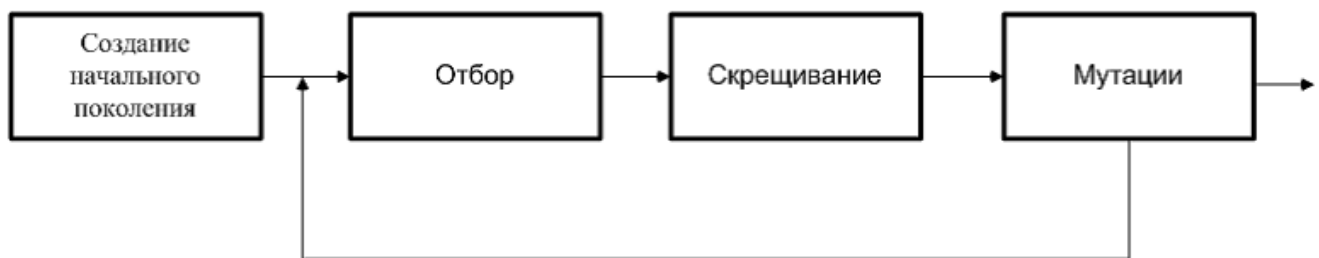 Создание
начального
поколения
Отбор
Скрещивание
Мутации